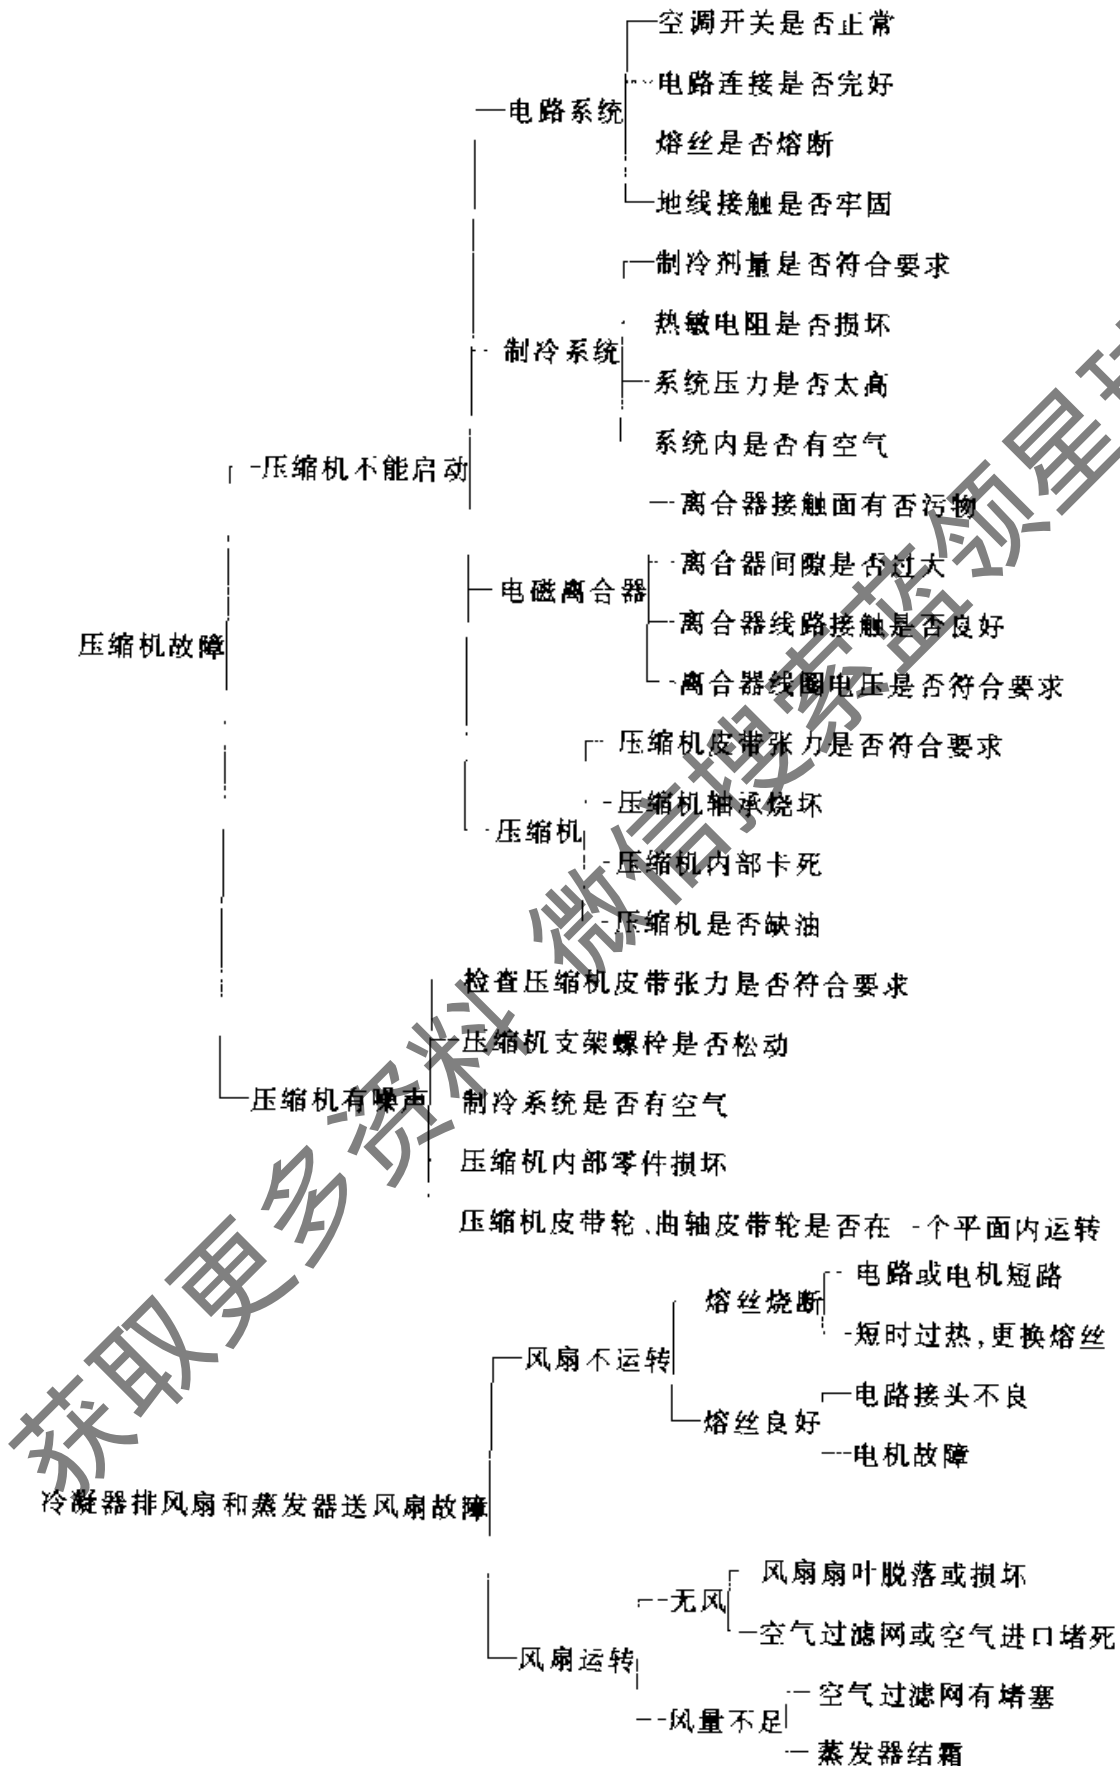 空调开关是否正常
电路连接是否完好
电路系统
熔丝是否熔断
地线接触是否牢固
制冷剂量是否符合要求
热敏电阻是否损坏
制冷系统
系统压力是否太高
系统内是否有空气
压缩机不能启动
离合器接触面有否污物
离合器间隙是否过大
电磁离合器
离合器线路接触是否良好
压缩机故障
离合器线圈电压是否符合要求
压缩机皮带张力是否符合要求
压缩机轴承烧坏
压缩机
压缩机内部卡死
压缩机是否缺油
检查压缩机皮带张力是否符合要求
压缩机支架螺栓是否松动
压缩机有噪声
制冷系统是否有空气
压缩机内部零件损坏
压缩机皮带轮、曲轴皮带轮是否在一个平面内运转
电路或电机短路
熔丝烧断
短时过热,更换熔丝
风扇不运转
电路接头不良
熔丝良好
电机故障
冷凝器排风扇和蒸发器送风扇故障
风扇扇叶脱落或损坏
无风
空气过滤网或空气进口堵死
风扇运转
空气过滤网有堵塞
风量不足
蒸发器结霜
获取更多资料 微信搜索蓝领星球